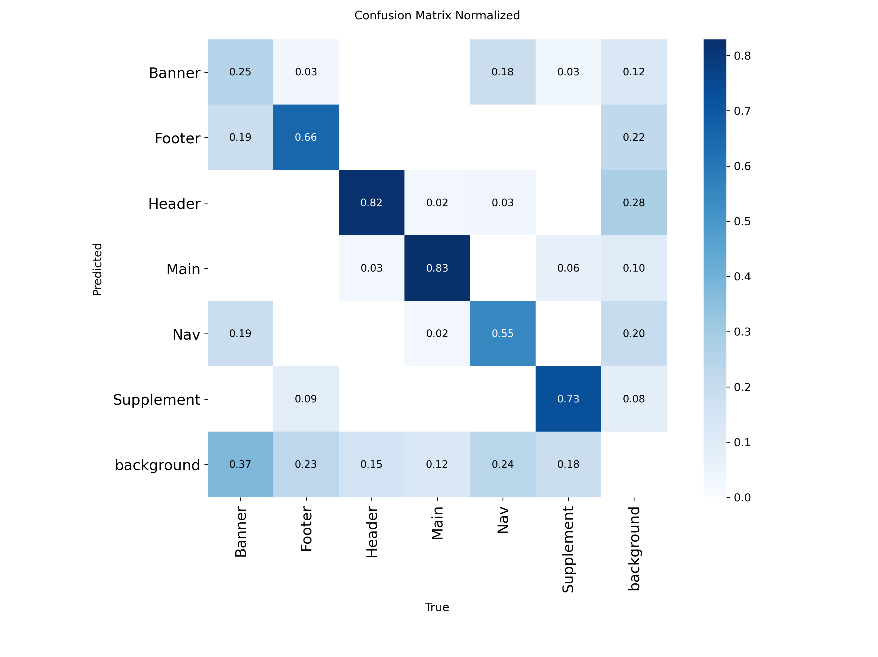 Confusion Matrix Normalized
Banner 0.25 0.03 0.18 0.03 0.12
Footer 0.19 0.66 0.22
Header 0.82 0.02 0.03 0.28
Main 0.03 0.83 0.06 0.10
Nav 0.19 0.02 0.55 0.20
Supplement 0.09 0.73 0.08
background 0.37 0.23 0.15 0.12 0.24 0.18
Predicted
Banner Footer Header Main Nav Supplement background
True
0.8
0.7
0.6
0.5
0.4
0.3
0.2
0.1
0.0